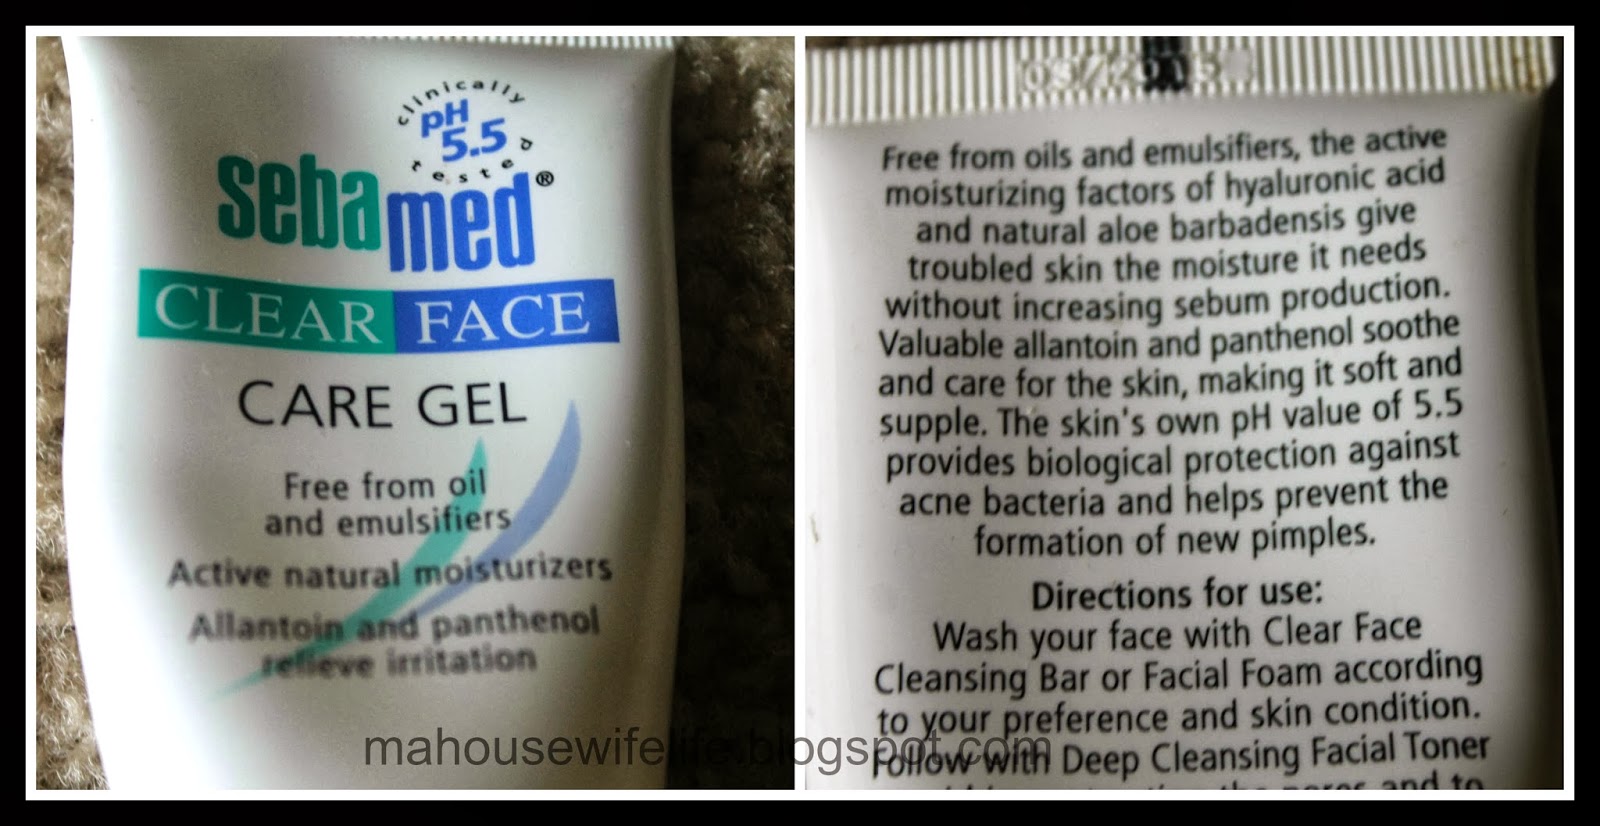 clinically
pH
5.5
tested
sebamed®
CLEAR FACE
CARE GEL
Free from oil
and emulsifiers
Active natural moisturizers
Allantoin and panthenol
relieve irritation
Free from oils and emulsifiers, the active
moisturizing factors of hyaluronic acid
and natural aloe barbadensis give
troubled skin the moisture it needs
without increasing sebum production.
Valuable allantoin and panthenol soothe
and care for the skin, making it soft and
supple. The skin's own pH value of 5.5
provides biological protection against
acne bacteria and helps prevent the
formation of new pimples.
Directions for use:
Wash your face with Clear Face
Cleansing Bar or Facial Foam according
to your preference and skin condition.
Follow with Deep Cleansing Facial Toner
the pores and to
mahousewifelife.blogspot.com